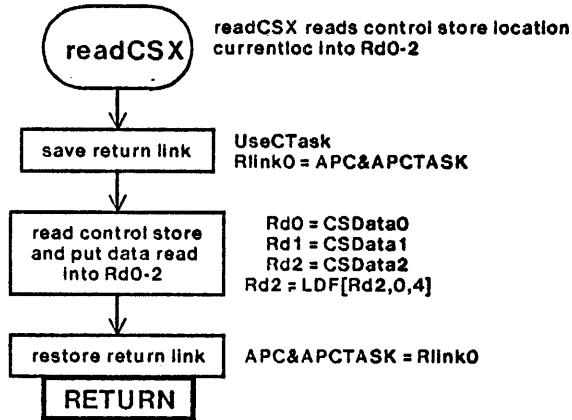 readCSX
readCSX reads control store location
currentloc into Rd0-2
save return link
UseCTask
Rlink0 = APC&APCTASK
read control store
and put data read
into Rd0-2
Rd0 = CSData0
Rd1 = CSData1
Rd2 = CSData2
Rd2 = LDF[Rd2,0,4]
restore return link
APC&APCTASK = Rlink0
RETURN